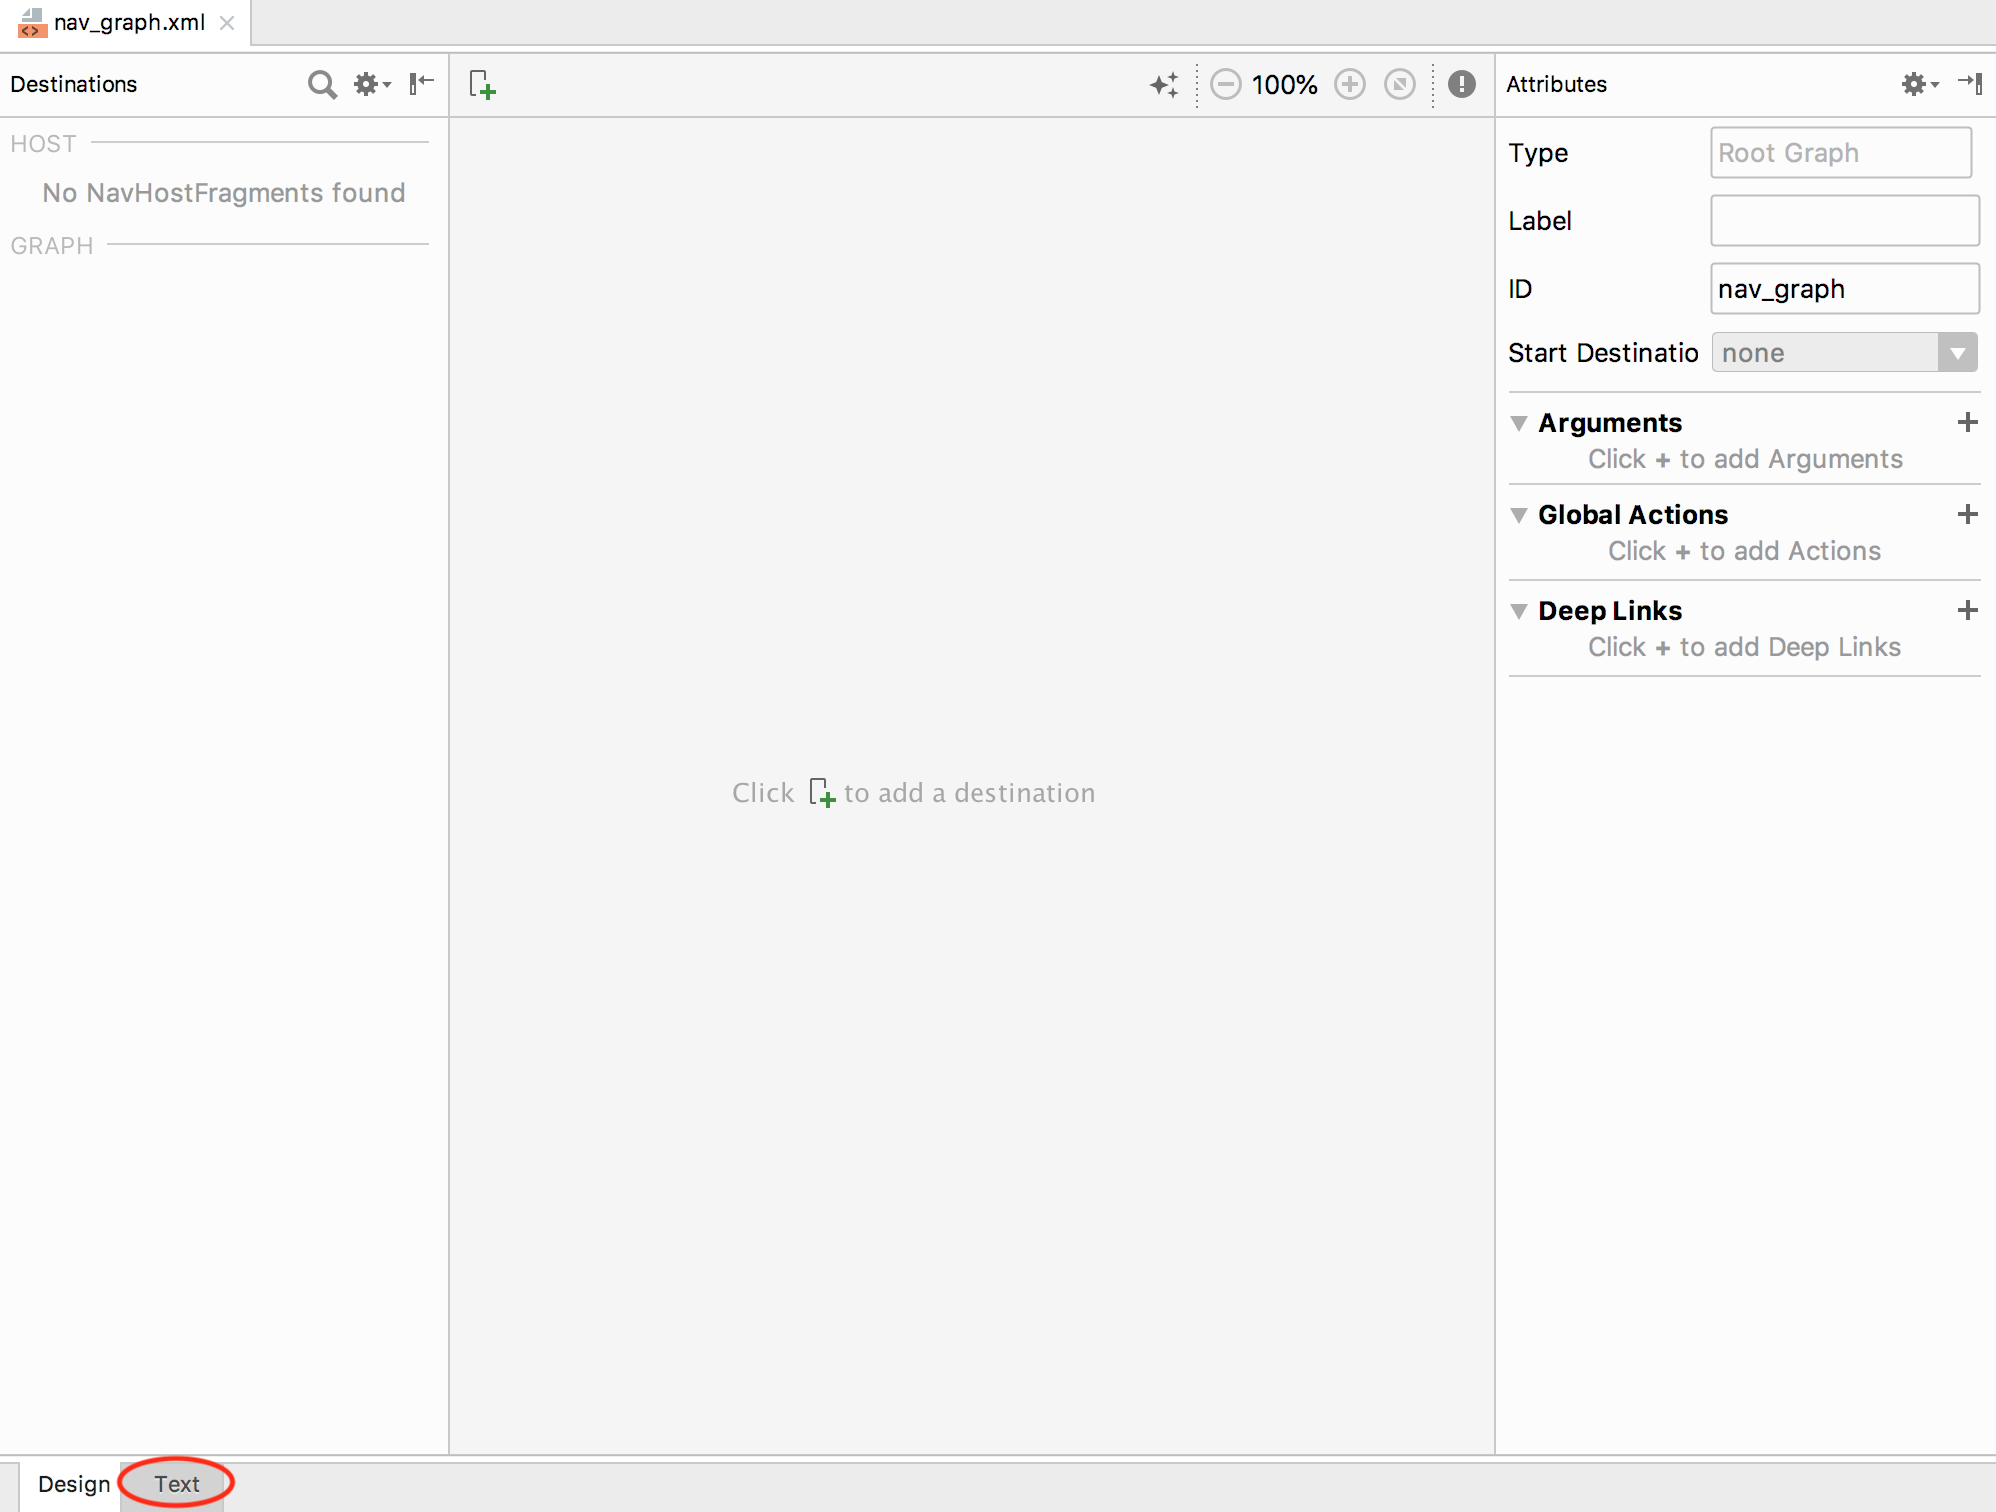 nav_graph.xml
Destinations
100%
Attributes
HOST
No NavHostFragments found
GRAPH
Type
Root Graph
Label
ID
nav_graph
Start Destinatio
none
Arguments
Click + to add Arguments
Global Actions
Click + to add Actions
Deep Links
Click + to add Deep Links
Click to add a destination
Design
Text